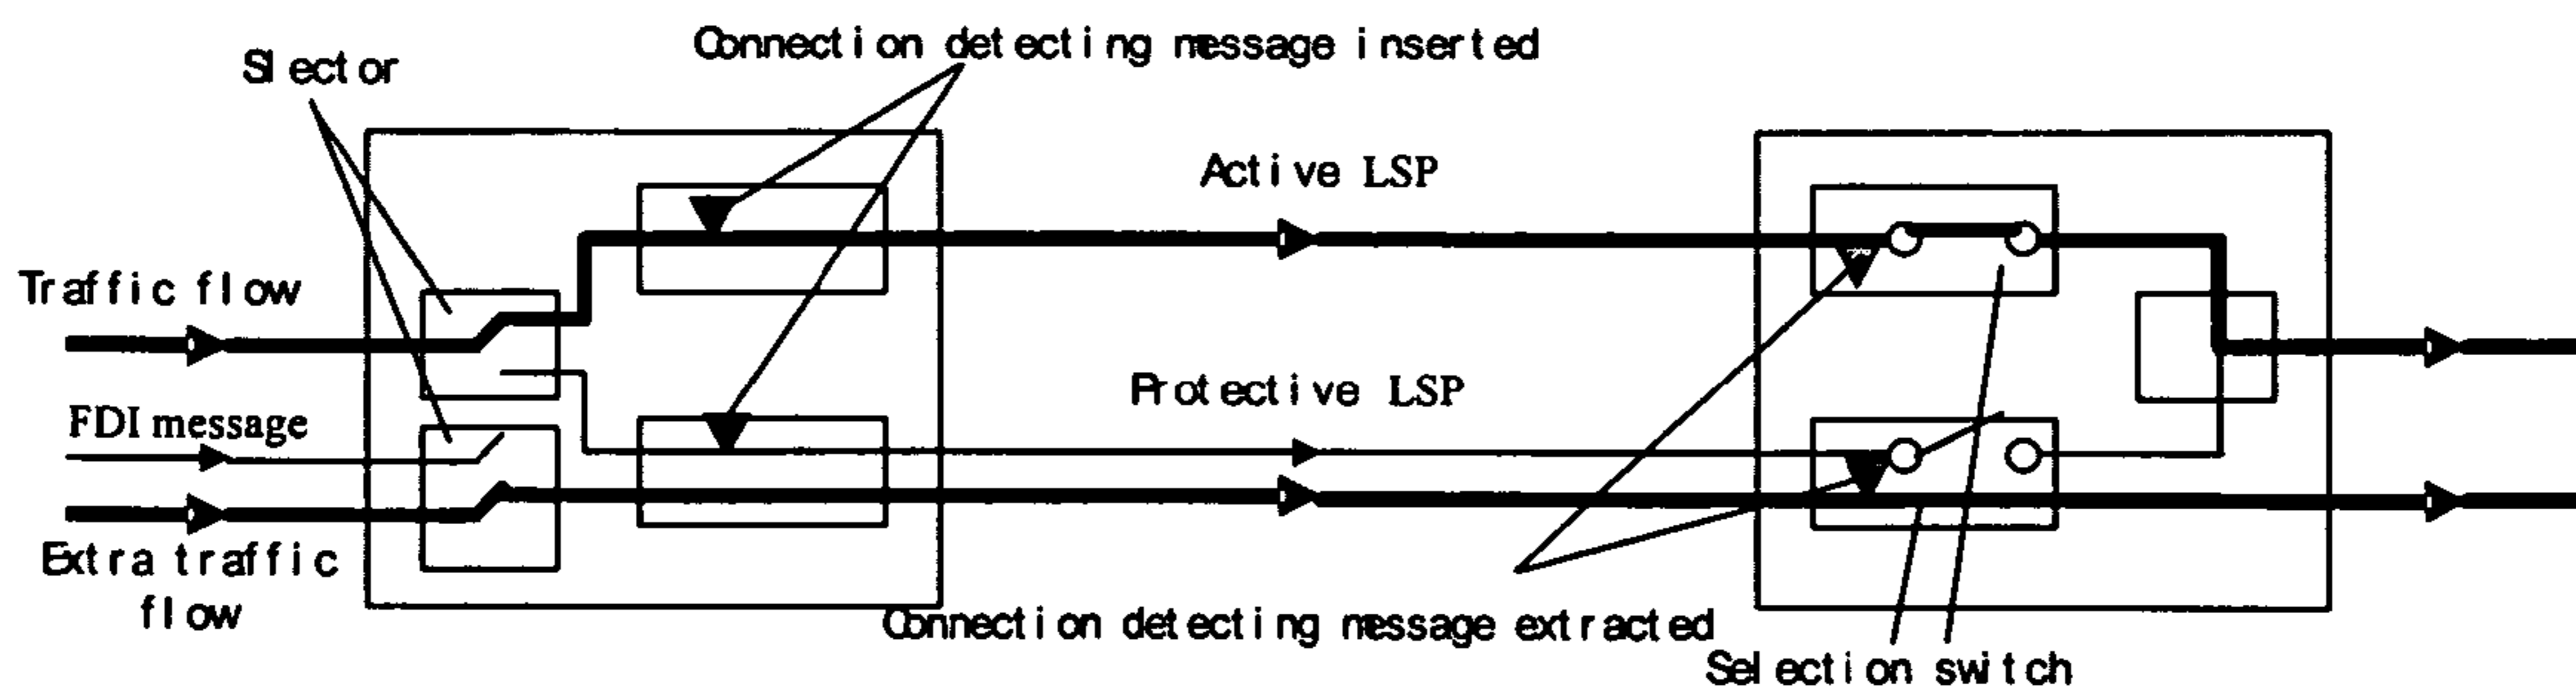 Slector
Connection detecting message inserted
Active LSP
Traffic flow
Protective LSP
FDI message
Extra traffic
flow
Connection detecting message extracted
Selection switch